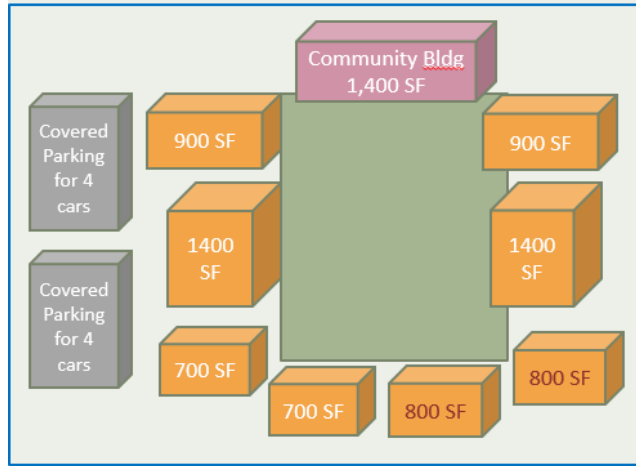 Community Bldg
1,400 SF
Covered
Parking
for 4
cars
900 SF
900 SF
1400
SF
1400
SF
Covered
Parking
for 4
cars
700 SF
800 SF
700 SF
800 SF